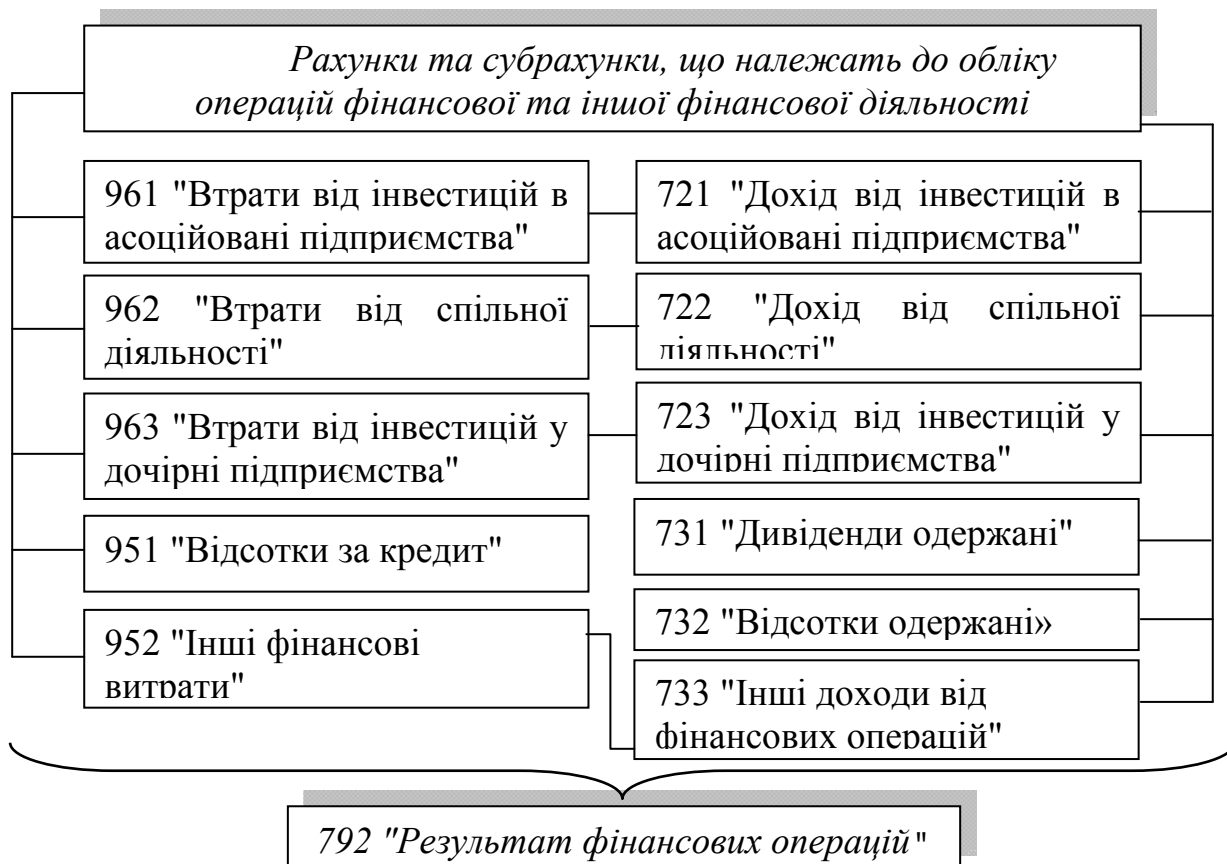 Рахунки та субрахунки, що належать до обліку
операцій фінансової та іншої фінансової діяльності
961 "Втрати від інвестицій в
асоційовані підприємства"
721 "Дохід від інвестицій в
асоційовані підприємства"
962 "Втрати від спільної
діяльності"
722 "Дохід від спільної
діяльності"
963 "Втрати від інвестицій у
дочірні підприємства"
723 "Дохід від інвестицій у
дочірні підприємства"
951 "Відсотки за кредит"
731 "Дивіденди одержані"
952 "Інші фінансові
витрати"
732 "Відсотки одержані»
733 "Інші доходи від
фінансових операцій"
792 "Результат фінансових операцій"